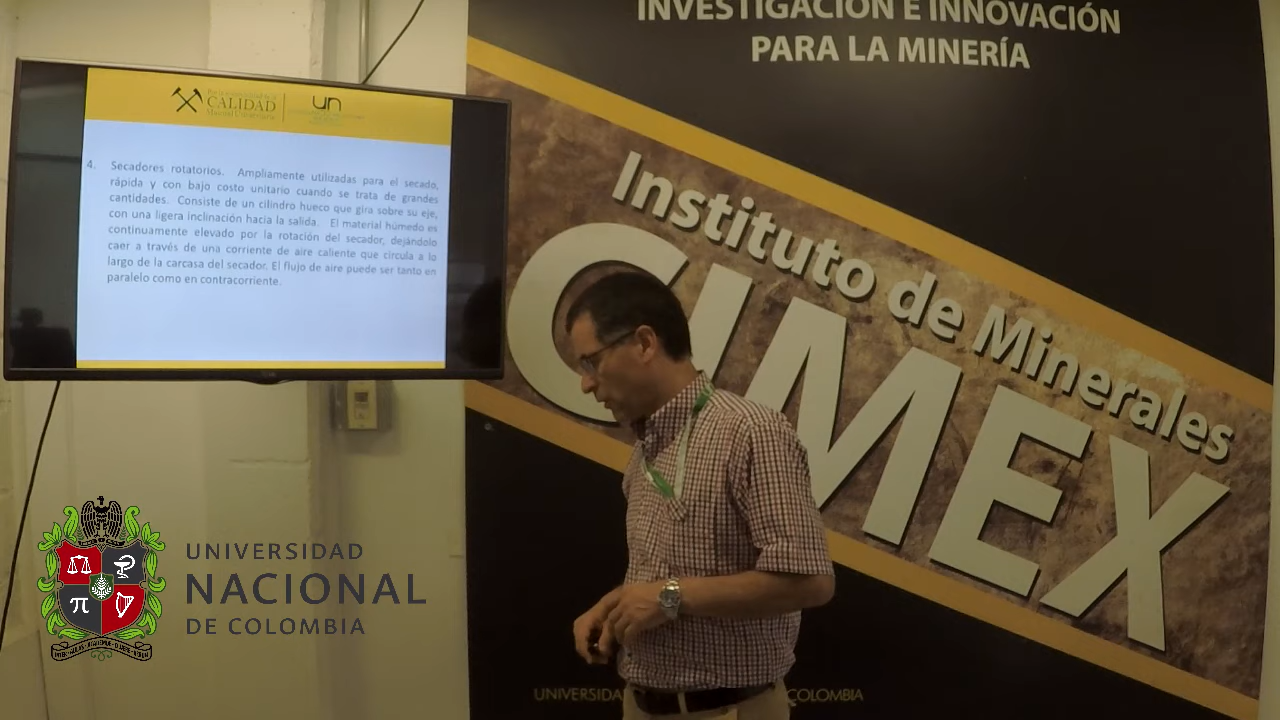 INVESTIGACIÓN E INNOVACIÓN
PARA LA MINERÍA
CALIDAD
un
4. Secadores rotatorios. Ampliamente utilizadas para el secado,
rápida y con bajo costo unitario cuando se trata de grandes
cantidades. Consiste de un cilindro hueco que gira sobre su eje,
con una ligera inclinación hacia la salida. El material húmedo es
continuamente elevado por la rotación del secador, dejándolo
caer a través de una corriente de aire caliente que circula a lo
largo de la carcasa del secador. El flujo de aire puede ser tanto en
paralelo como en contracorriente.
Instituto de Minerales
CIMEX
UNIVERSIDAD
NACIONAL
DE COLOMBIA
π
UNIVERSIDA
COLOMBIA